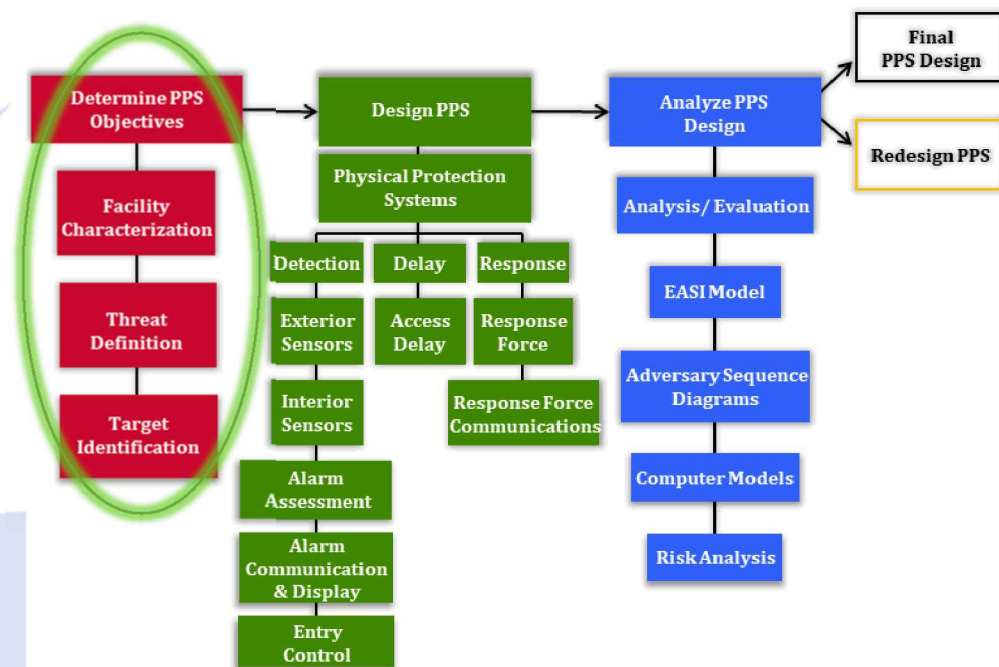 Determine PPS
Objectives
Facility
Characterization
Threat
Definition
Target
Identification
Design PPS
Physical Protection
Systems
Detection
Exterior
Sensors
Interior
Sensors
Alarm
Assessment
Alarm
Communication
& Display
Entry
Control
Delay
Access
Delay
Response
Response
Force
Response Force
Communications
Analyze PPS
Design
Analysis/ Evaluation
EASI Model
Adversary Sequence
Diagrams
Computer Models
Risk Analysis
Final
PPS Design
Redesign PPS